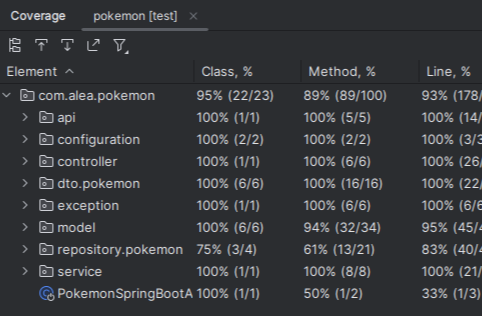 Coverage pokemon [test]
Element Class, % Method, % Line, %
com.alea.pokemon 95% (22/23) 89% (89/100) 93% (178/
api 100% (1/1) 100% (5/5) 100% (14/
configuration 100% (2/2) 100% (2/2) 100% (3/3
controller 100% (1/1) 100% (6/6) 100% (26/
dto.pokemon 100% (6/6) 100% (16/16) 100% (22/
exception 100% (1/1) 100% (6/6) 100% (6/6
model 100% (6/6) 94% (32/34) 95% (45/4
repository.pokemon 75% (3/4) 61% (13/21) 83% (40/4
service 100% (1/1) 100% (8/8) 100% (21/
PokemonSpringBootA 100% (1/1) 50% (1/2) 33% (1/3)